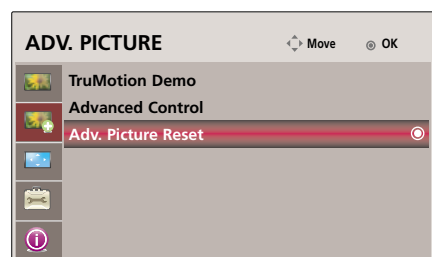 ADV. PICTURE Move OK
TruMotion Demo
Advanced Control
Adv. Picture Reset